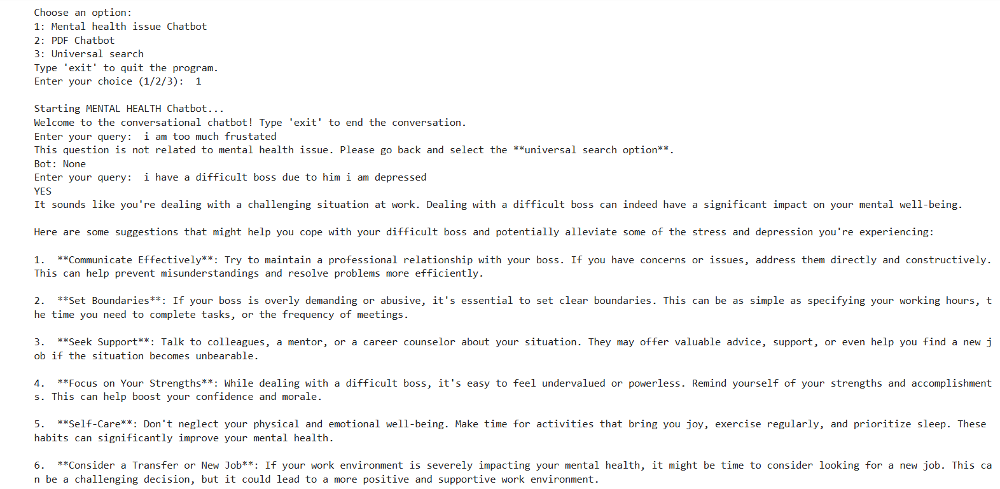 Choose an option:
1: Mental health issue Chatbot
2: PDF Chatbot
3: Universal search
Type 'exit' to quit the program.
Enter your choice (1/2/3):  1
Starting MENTAL HEALTH Chatbot...
Welcome to the conversational chatbot! Type 'exit' to end the conversation.
Enter your query:  i am too much frustated
This question is not related to mental health issue. Please go back and select the **universal search option**.
Bot: None
Enter your query:  i have a difficult boss due to him i am depressed
YES
It sounds like you're dealing with a challenging situation at work. Dealing with a difficult boss can indeed have a significant impact on your mental well-being.
Here are some suggestions that might help you cope with your difficult boss and potentially alleviate some of the stress and depression you're experiencing:
1.  **Communicate Effectively**: Try to maintain a professional relationship with your boss. If you have concerns or issues, address them directly and constructively.
This can help prevent misunderstandings and resolve problems more efficiently.
2.  **Set Boundaries**: If your boss is overly demanding or abusive, it's essential to set clear boundaries. This can be as simple as specifying your working hours, t
he time you need to complete tasks, or the frequency of meetings.
3.  **Seek Support**: Talk to colleagues, a mentor, or a career counselor about your situation. They may offer valuable advice, support, or even help you find a new j
ob if the situation becomes unbearable.
4.  **Focus on Your Strengths**: While dealing with a difficult boss, it's easy to feel undervalued or powerless. Remind yourself of your strengths and accomplishment
s. This can help boost your confidence and morale.
5.  **Self-Care**: Don't neglect your physical and emotional well-being. Make time for activities that bring you joy, exercise regularly, and prioritize sleep. These
habits can significantly improve your mental health.
6.  **Consider a Transfer or New Job**: If your work environment is severely impacting your mental health, it might be time to consider looking for a new job. This ca
n be a challenging decision, but it could lead to a more positive and supportive work environment.